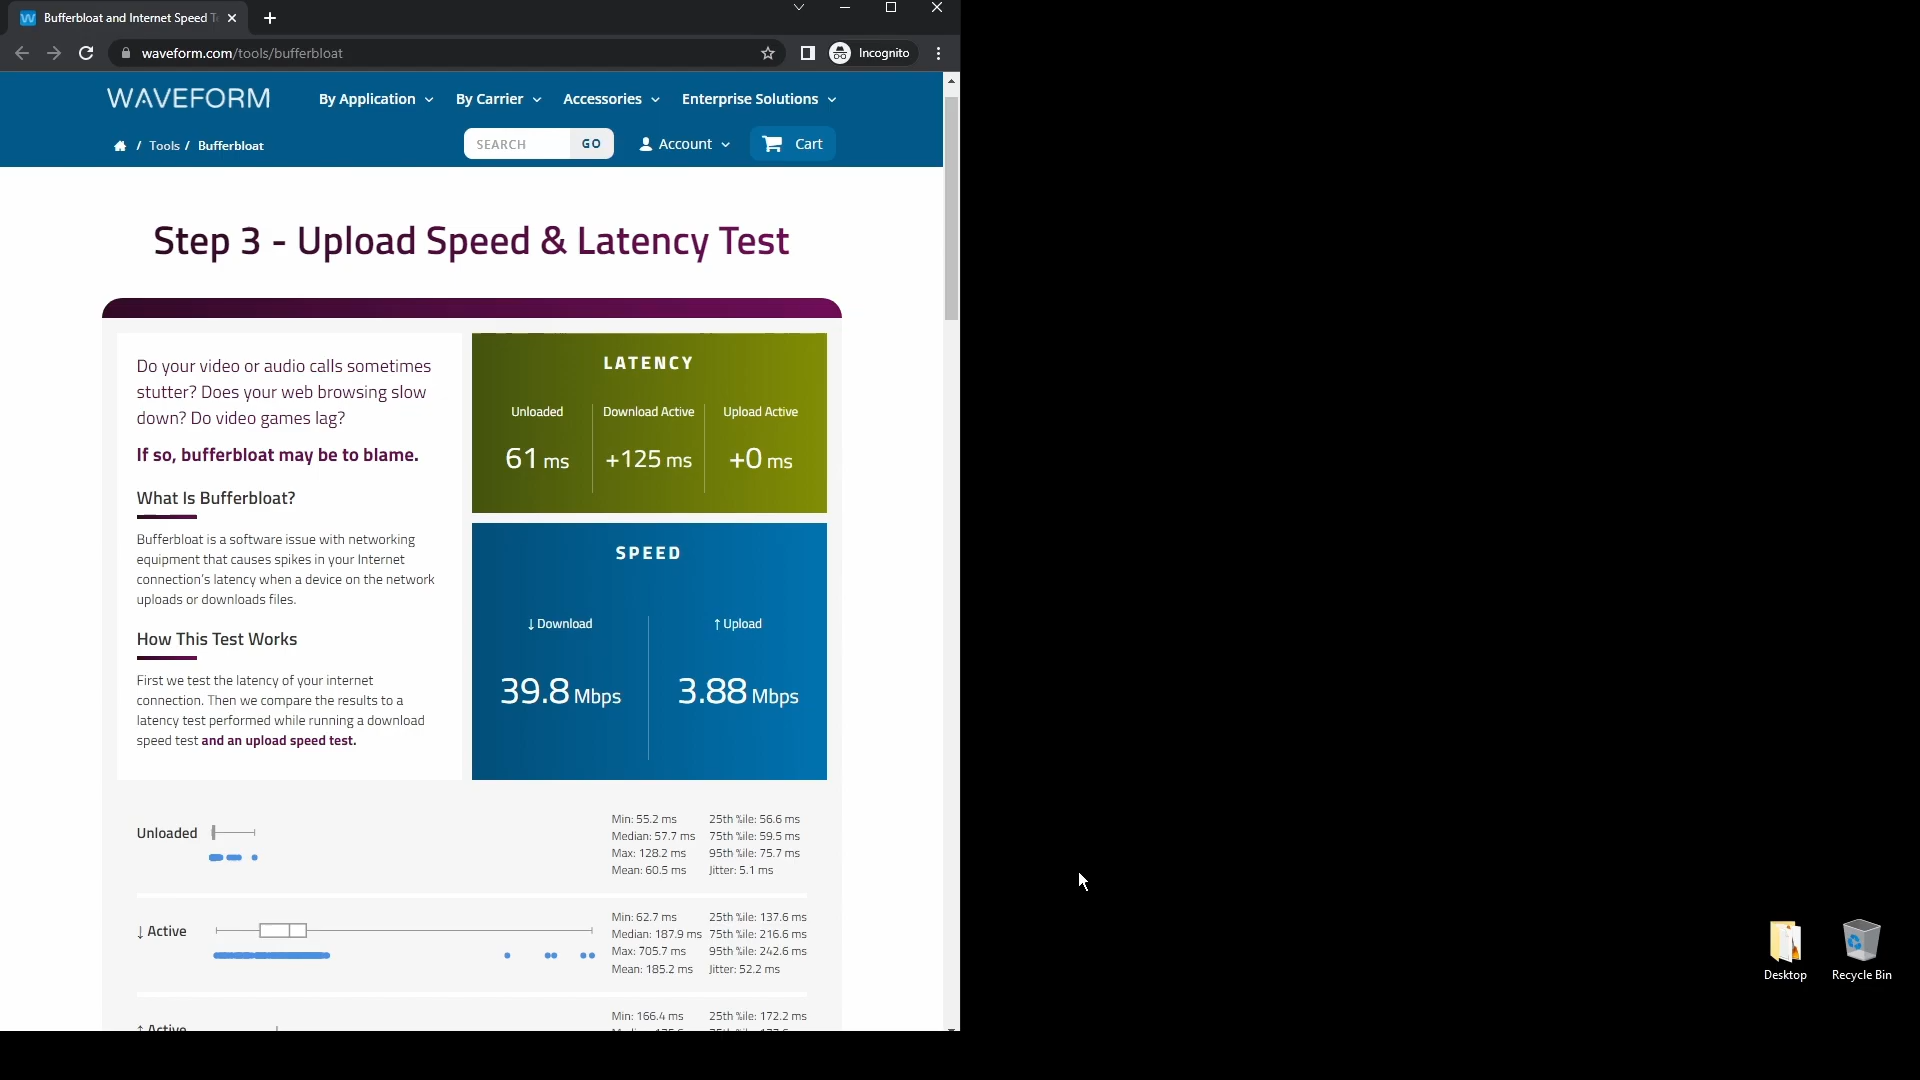 Bufferbloat and Internet Speed T
waveform.com/tools/bufferbloat
Incognito
WAVEFORM
By Application
By Carrier
Accessories
Enterprise Solutions
/ Tools / Bufferbloat
SEARCH
GO
Account
Cart
Step 3 - Upload Speed & Latency Test
Do your video or audio calls sometimes
stutter? Does your web browsing slow
down? Do video games lag?
If so, bufferbloat may be to blame.
What Is Bufferbloat?
Bufferbloat is a software issue with networking
equipment that causes spikes in your Internet
connection's latency when a device on the network
uploads or downloads files.
How This Test Works
First we test the latency of your internet
connection. Then we compare the results to a
latency test performed while running a download
speed test and an upload speed test.
LATENCY
Unloaded
Download Active
Upload Active
61 ms
+125 ms
+0 ms
SPEED
↓ Download
↑ Upload
39.8 Mbps
3.88 Mbps
Unloaded
Min: 55.2 ms 25th %ile: 56.6 ms
Median: 57.7 ms 75th %ile: 59.5 ms
Max: 128.2 ms 95th %ile: 75.7 ms
Mean: 60.5 ms Jitter: 5.1 ms
↓ Active
Min: 62.7 ms 25th %ile: 137.6 ms
Median: 187.9 ms 75th %ile: 216.6 ms
Max: 705.7 ms 95th %ile: 242.6 ms
Mean: 185.2 ms Jitter: 52.2 ms
↑ Active
Min: 166.4 ms 25th %ile: 172.2 ms
Desktop
Recycle Bin